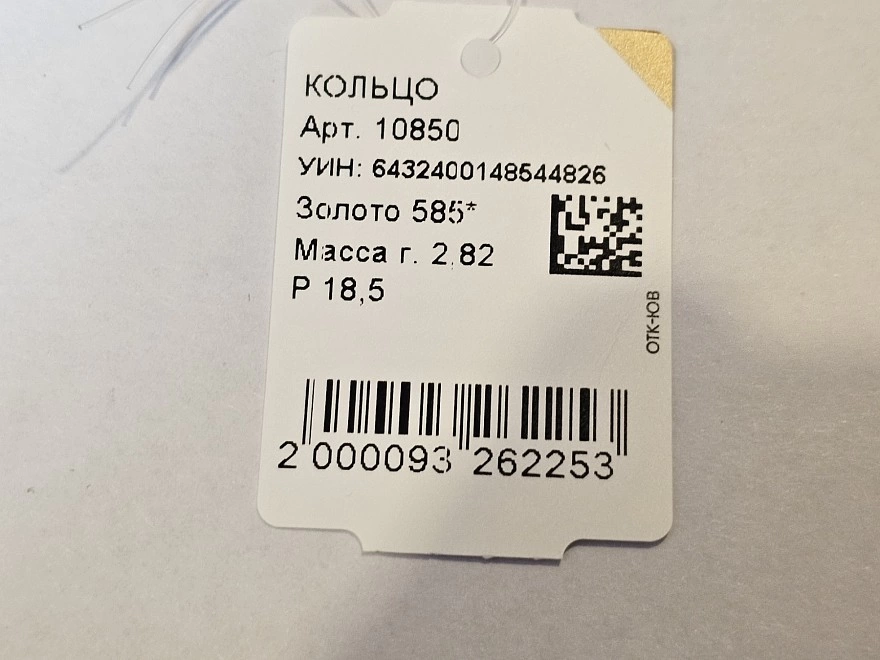 КОЛЬЦО
Арт. 10850
УИН: 6432400148544826
Золото 585*
Масса г. 2,82
Р 18,5
ОТК-ЮВ
2 000093 262253